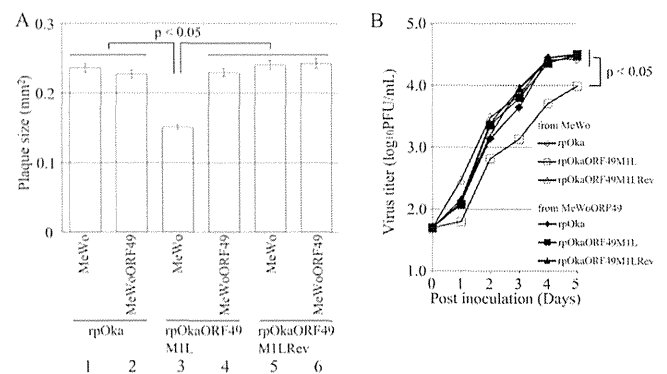 A
p < 0.05
Plaque size (mm²)
0.3
0.2
0.1
0
MeWo
MeWoORF49
MeWo
MeWoORF49
MeWo
MeWoORF49
rpOka
rpOkaORF49
M1L
rpOkaORF49
M1LRev
1 2 3 4 5 6
B
Virus titer (log₁₀PFU/mL)
5.0
4.0
3.0
2.0
1.0
p < 0.05
from MeWo
rpOka
rpOkaORF49M1L
rpOkaORF49M1LRev
from MeWoORF49
rpOka
rpOkaORF49M1L
rpOkaORF49M1LRev
0 1 2 3 4 5
Post inoculation (Days)